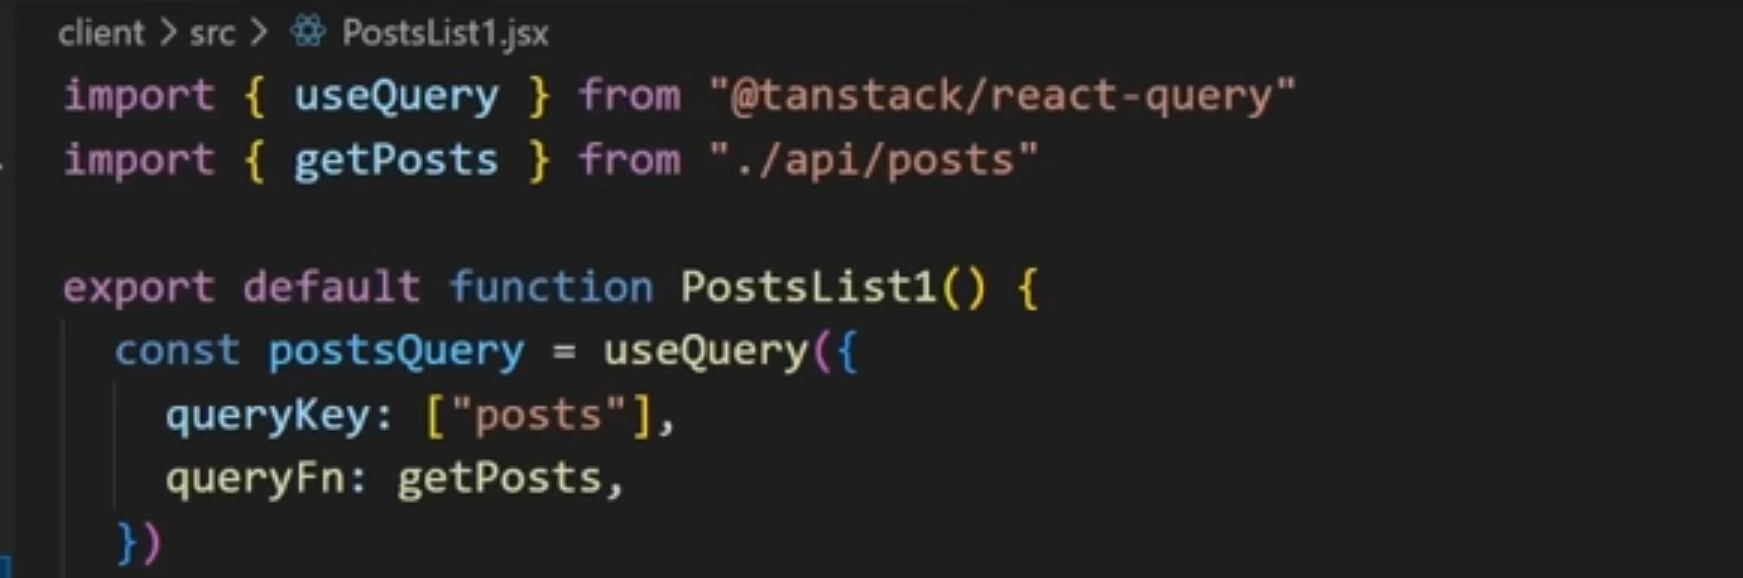 client > src > PostsList1.jsx
import { useQuery } from "@tanstack/react-query"
import { getPosts } from "./api/posts"
export default function PostsList1() {
const postsQuery = useQuery({
queryKey: ["posts"],
queryFn: getPosts,
})